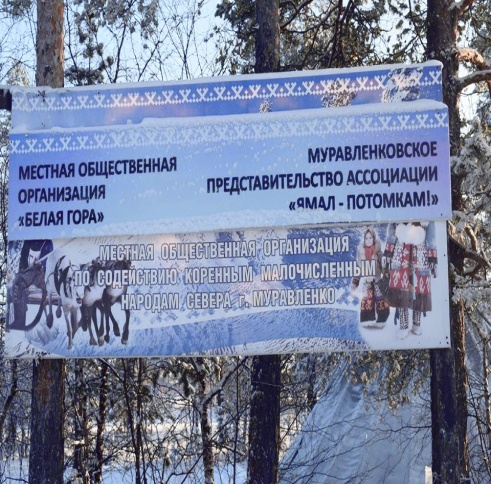 МЕСТНАЯ ОБЩЕСТВЕННАЯ
ОРГАНИЗАЦИЯ
«БЕЛАЯ ГОРА»
МУРАВЛЕНКОВСКОЕ
ПРЕДСТАВИТЕЛЬСТВО АССОЦИАЦИИ
«ЯМАЛ - ПОТОМКАМ!»
МЕСТНАЯ ОБЩЕСТВЕННАЯ ОРГАНИЗАЦИЯ
ПО СОДЕЙСТВИЮ КОРЕННЫМ МАЛОЧИСЛЕННЫМ
НАРОДАМ СЕВЕРА г. МУРАВЛЕНКО